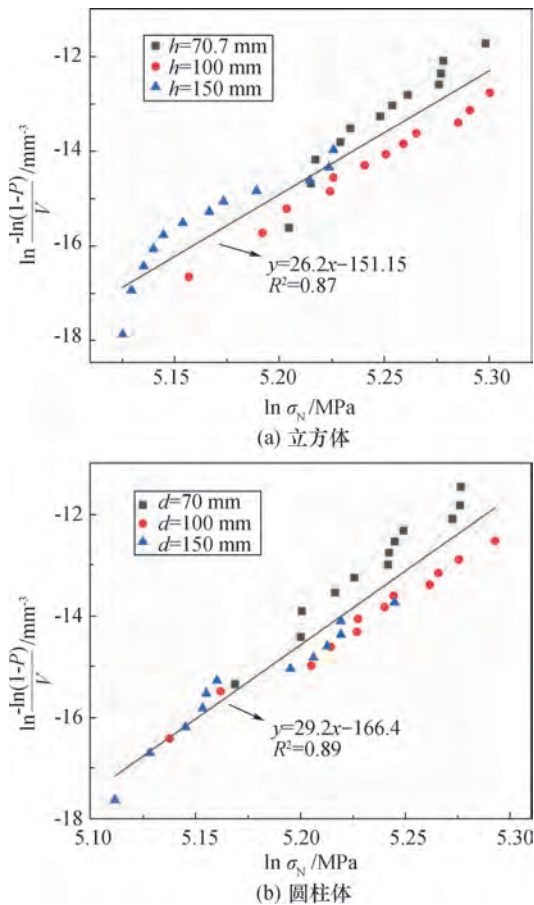 -12
-14
-16
-18
ln -ln(1-P)/V /mm⁻³
h=70.7 mm
h=100 mm
h=150 mm
y=26.2x−151.15
R²=0.87
5.15 5.20 5.25 5.30
ln σN /MPa
(a) 立方体
-12
-14
-16
-18
ln -ln(1-P)/V /mm⁻³
d=70 mm
d=100 mm
d=150 mm
y=29.2x−166.4
R²=0.89
5.10 5.15 5.20 5.25 5.30
ln σN /MPa
(b) 圆柱体